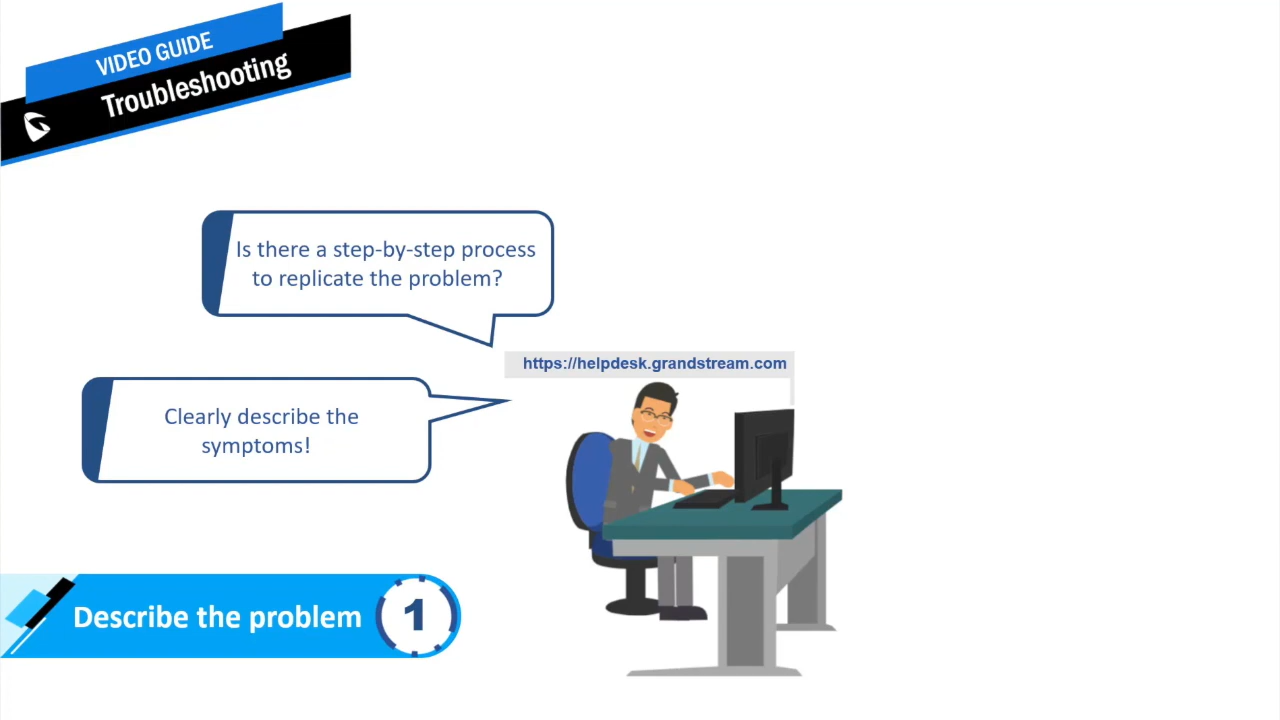 VIDEO GUIDE
Troubleshooting
Is there a step-by-step process
to replicate the problem?
https://helpdesk.grandstream.com
Clearly describe the
symptoms!
Describe the problem 1